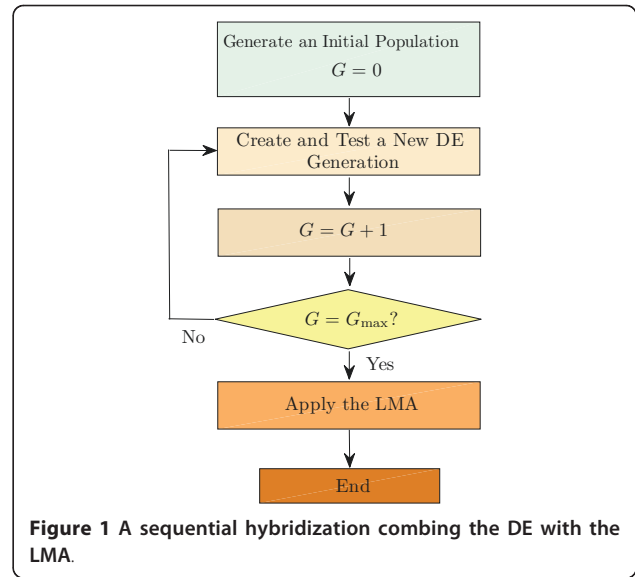 Generate an Initial Population
G = 0
Create and Test a New DE
Generation
G = G + 1
G = Gmax?
No
Yes
Apply the LMA
End
Figure 1 A sequential hybridization combing the DE with the
LMA.